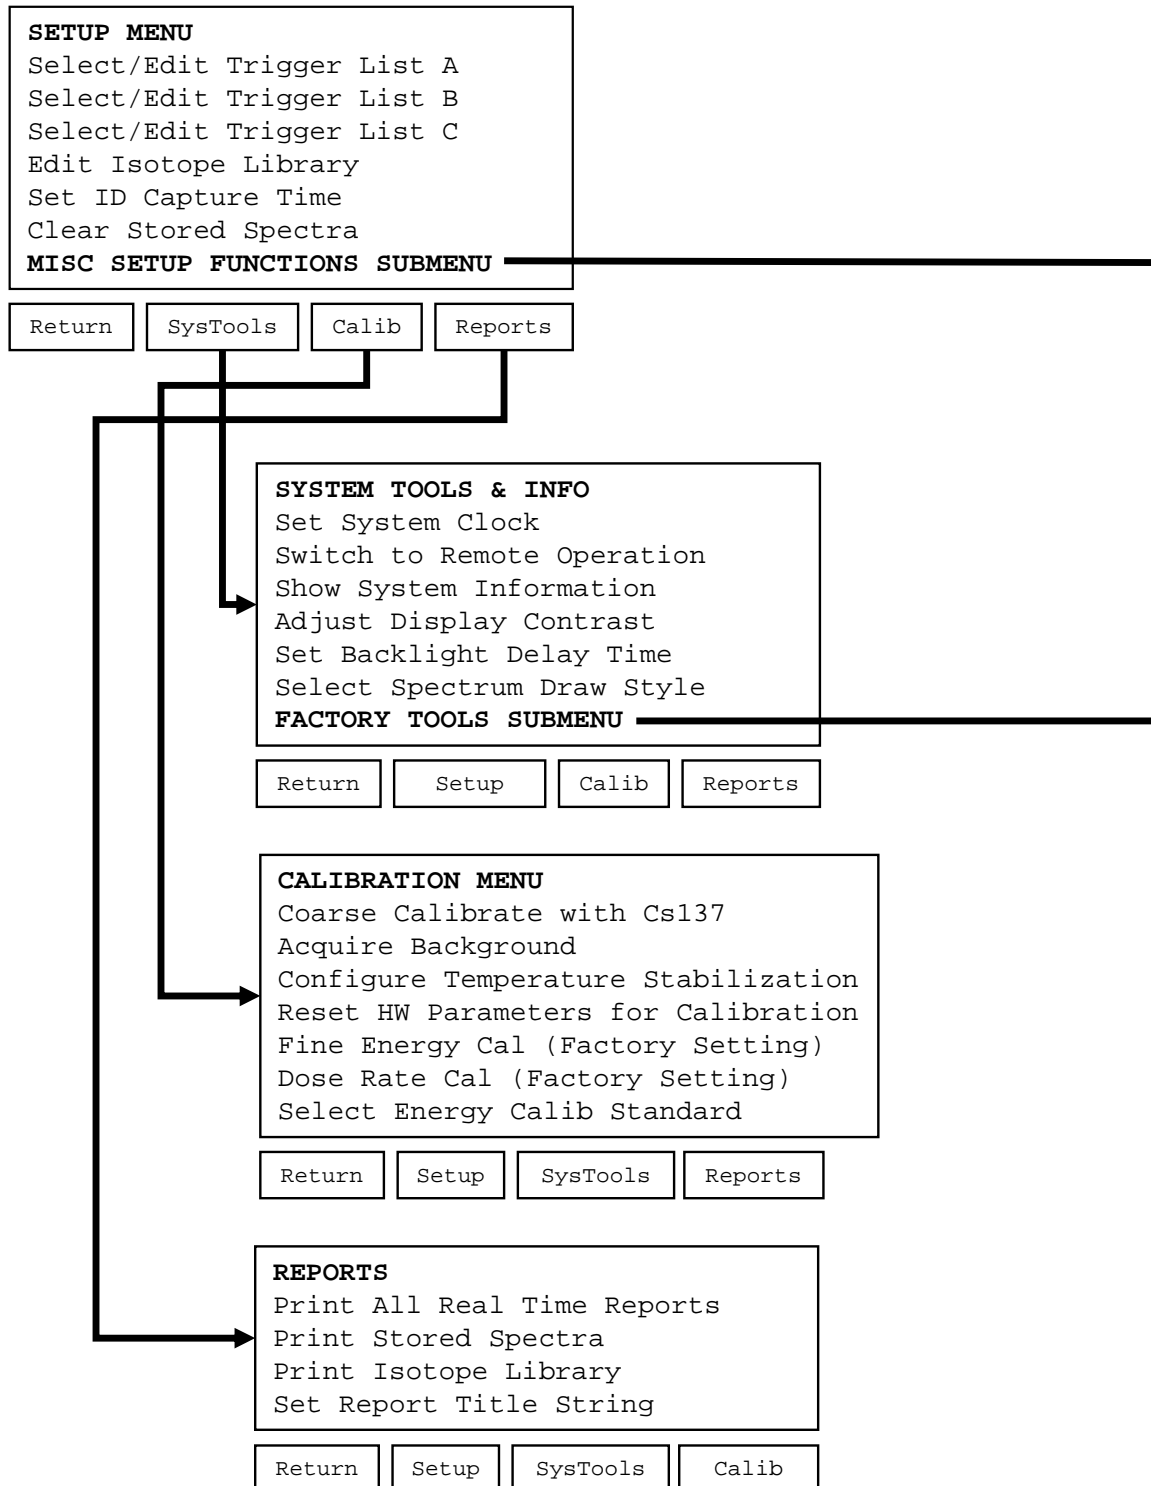 SETUP MENU
Select/Edit Trigger List A
Select/Edit Trigger List B
Select/Edit Trigger List C
Edit Isotope Library
Set ID Capture Time
Clear Stored Spectra
MISC SETUP FUNCTIONS SUBMENU
Return SysTools Calib Reports
SYSTEM TOOLS & INFO
Set System Clock
Switch to Remote Operation
Show System Information
Adjust Display Contrast
Set Backlight Delay Time
Select Spectrum Draw Style
FACTORY TOOLS SUBMENU
Return Setup Calib Reports
CALIBRATION MENU
Coarse Calibrate with Cs137
Acquire Background
Configure Temperature Stabilization
Reset HW Parameters for Calibration
Fine Energy Cal (Factory Setting)
Dose Rate Cal (Factory Setting)
Select Energy Calib Standard
Return Setup SysTools Reports
REPORTS
Print All Real Time Reports
Print Stored Spectra
Print Isotope Library
Set Report Title String
Return Setup SysTools Calib